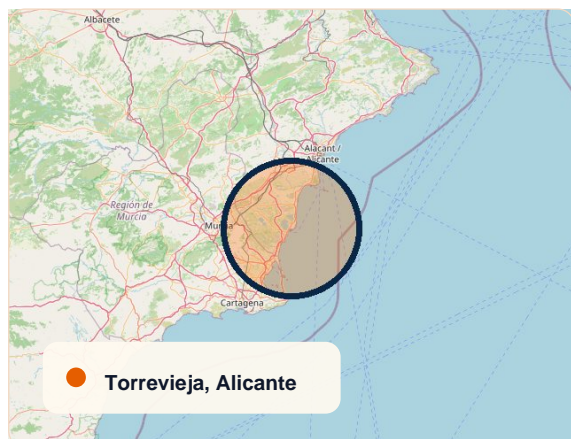 Albacete
Alacant /
Alicante
Región de
Murcia
Murcia
Cartagena
Torrevieja, Alicante